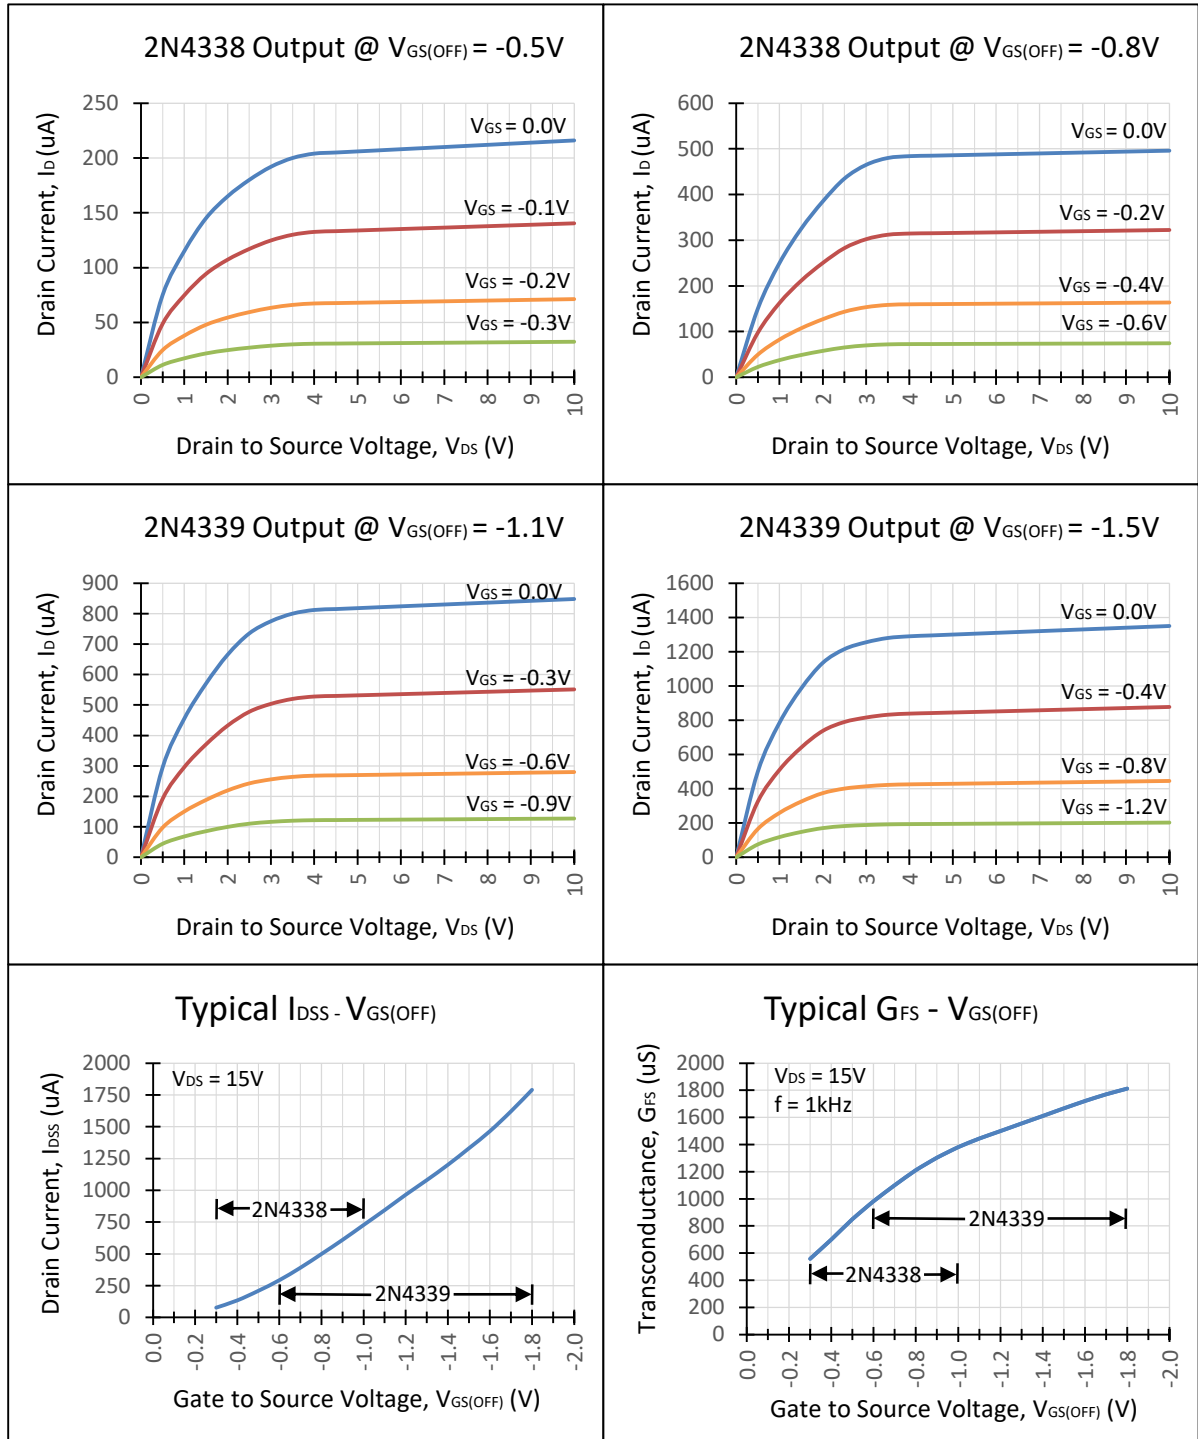 2N4338 Output @ VGS(OFF) = -0.5V
Drain Current, ID (uA)
250
200
150
100
50
0
VGS = 0.0V
VGS = -0.1V
VGS = -0.2V
VGS = -0.3V
0 1 2 3 4 5 6 7 8 9 10
Drain to Source Voltage, VDS (V)
2N4338 Output @ VGS(OFF) = -0.8V
Drain Current, ID (uA)
600
500
400
300
200
100
0
VGS = 0.0V
VGS = -0.2V
VGS = -0.4V
VGS = -0.6V
0 1 2 3 4 5 6 7 8 9 10
Drain to Source Voltage, VDS (V)
2N4339 Output @ VGS(OFF) = -1.1V
Drain Current, ID (uA)
900
800
700
600
500
400
300
200
100
0
VGS = 0.0V
VGS = -0.3V
VGS = -0.6V
VGS = -0.9V
0 1 2 3 4 5 6 7 8 9 10
Drain to Source Voltage, VDS (V)
2N4339 Output @ VGS(OFF) = -1.5V
Drain Current, ID (uA)
1600
1400
1200
1000
800
600
400
200
0
VGS = 0.0V
VGS = -0.4V
VGS = -0.8V
VGS = -1.2V
0 1 2 3 4 5 6 7 8 9 10
Drain to Source Voltage, VDS (V)
Typical IDSS - VGS(OFF)
Drain Current, IDSS (uA)
2000
1750
1500
1250
1000
750
500
250
0
VDS = 15V
2N4338
2N4339
0.0 -0.2 -0.4 -0.6 -0.8 -1.0 -1.2 -1.4 -1.6 -1.8 -2.0
Gate to Source Voltage, VGS(OFF) (V)
Typical GFS - VGS(OFF)
Transconductance, GFS (uS)
2000
1800
1600
1400
1200
1000
800
600
400
200
0
VDS = 15V
f = 1kHz
2N4339
2N4338
0.0 -0.2 -0.4 -0.6 -0.8 -1.0 -1.2 -1.4 -1.6 -1.8 -2.0
Gate to Source Voltage, VGS(OFF) (V)